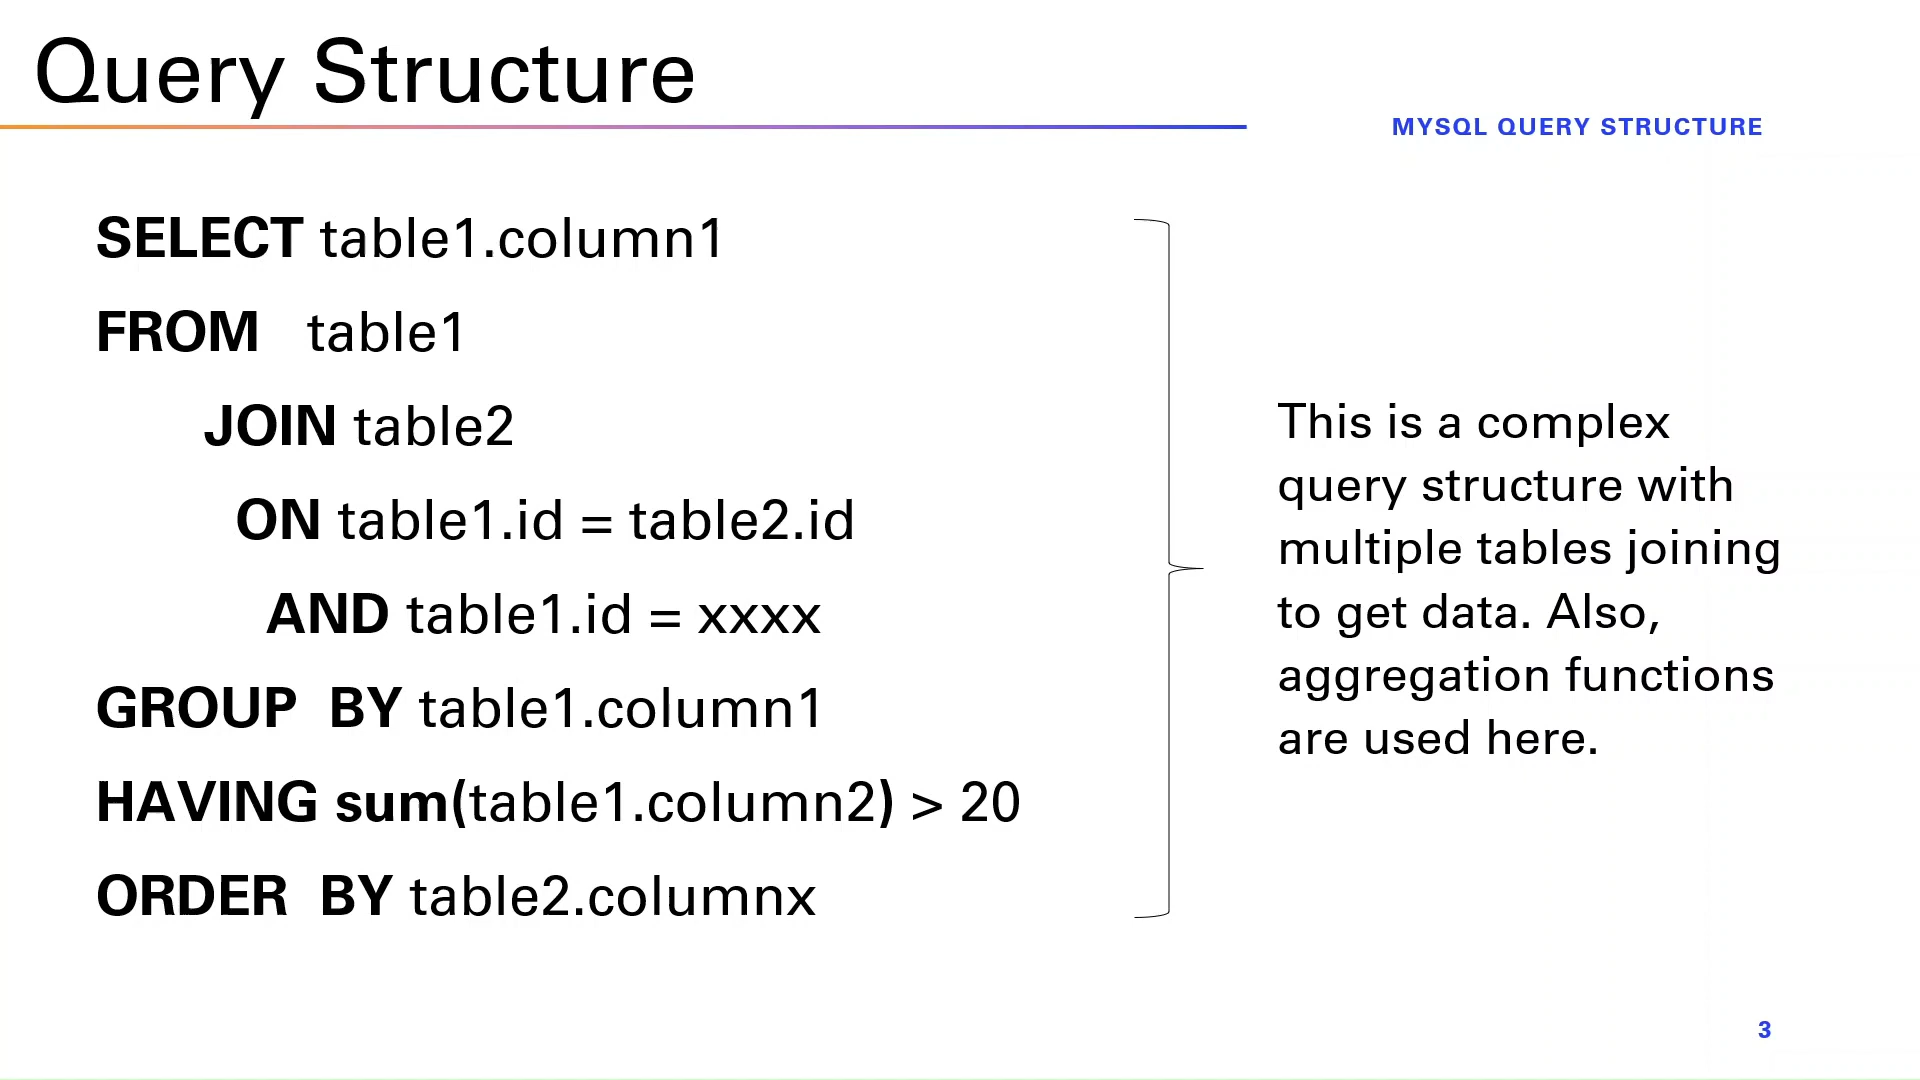 Query Structure
MYSQL QUERY STRUCTURE
SELECT table1.column1
FROM table1
JOIN table2
ON table1.id = table2.id
AND table1.id = xxxx
GROUP BY table1.column1
HAVING sum(table1.column2) > 20
ORDER BY table2.columnx
This is a complex
query structure with
multiple tables joining
to get data. Also,
aggregation functions
are used here.
3